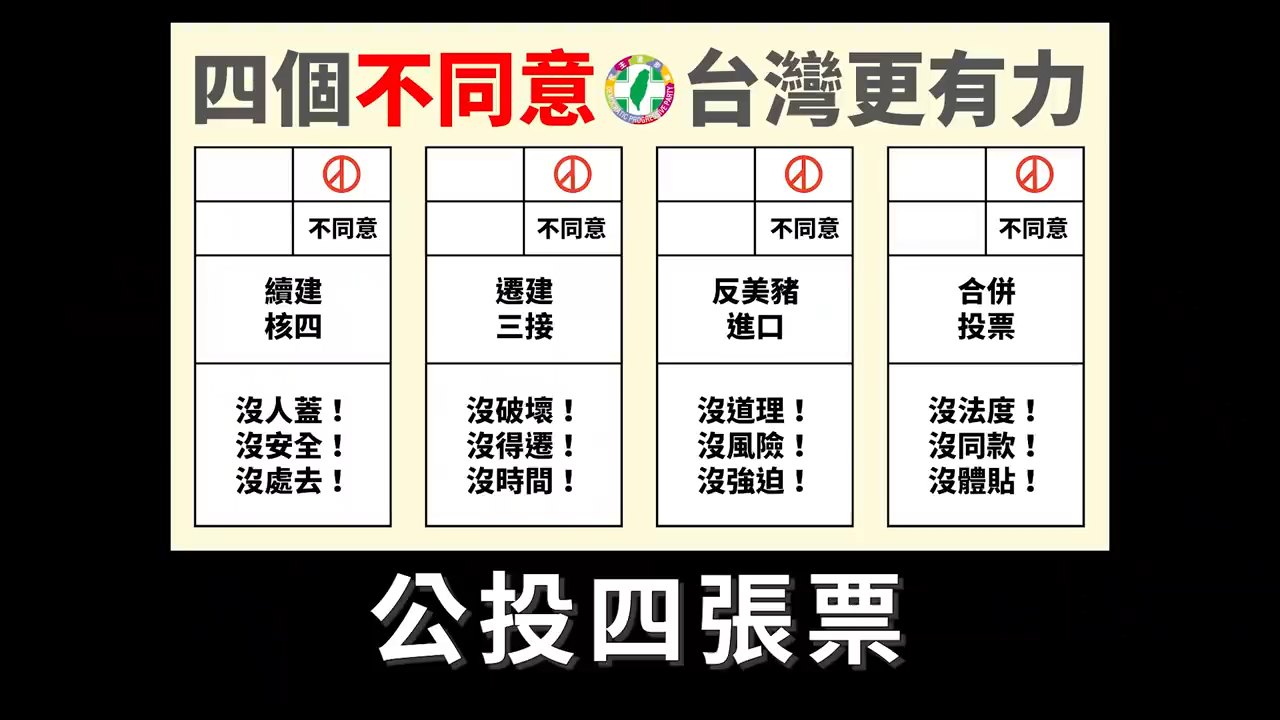 四個不同意 台灣更有力
DEMOCRATIC PROGRESSIVE PARTY
不同意
續建
核四
沒人蓋！
沒安全！
沒處去！
不同意
遷建
三接
沒破壞！
沒得遷！
沒時間！
不同意
反美豬
進口
沒道理！
沒風險！
沒強迫！
不同意
合併
投票
沒法度！
沒同款！
沒體貼！
公投四張票